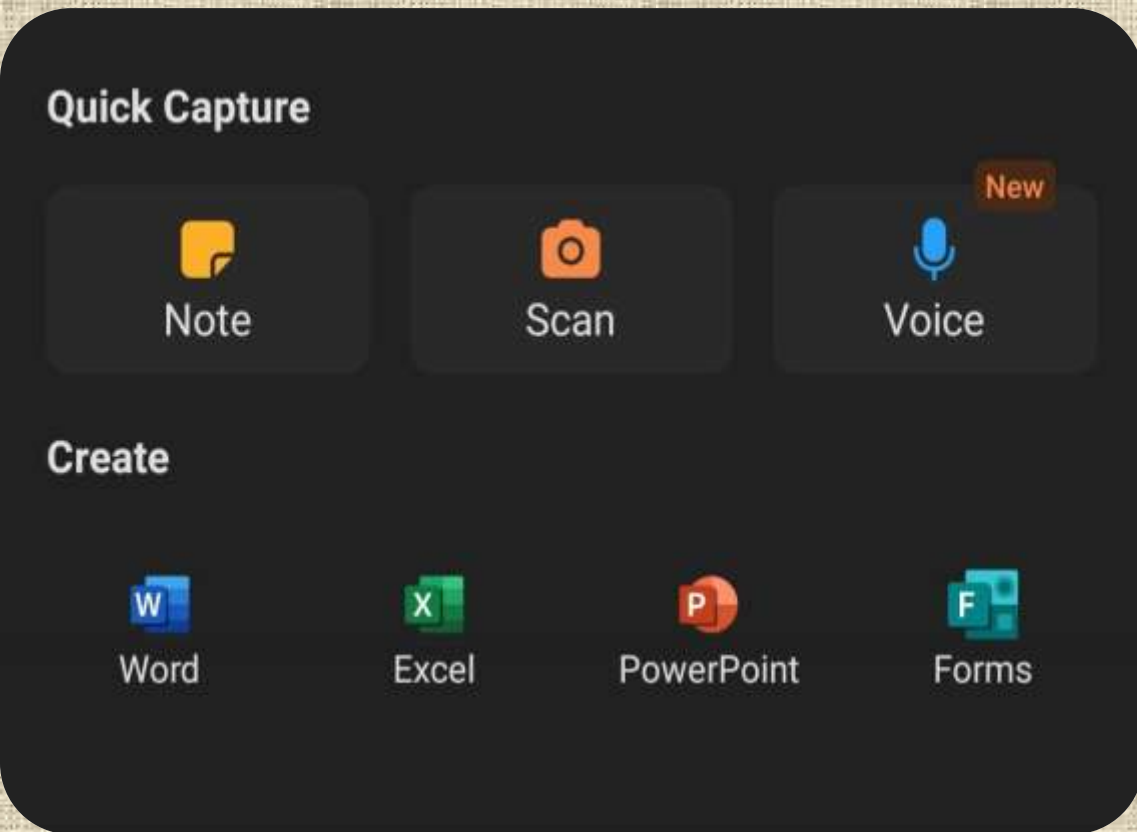 Quick Capture
New
Note Scan Voice
Create
W X P F
Word Excel PowerPoint Forms